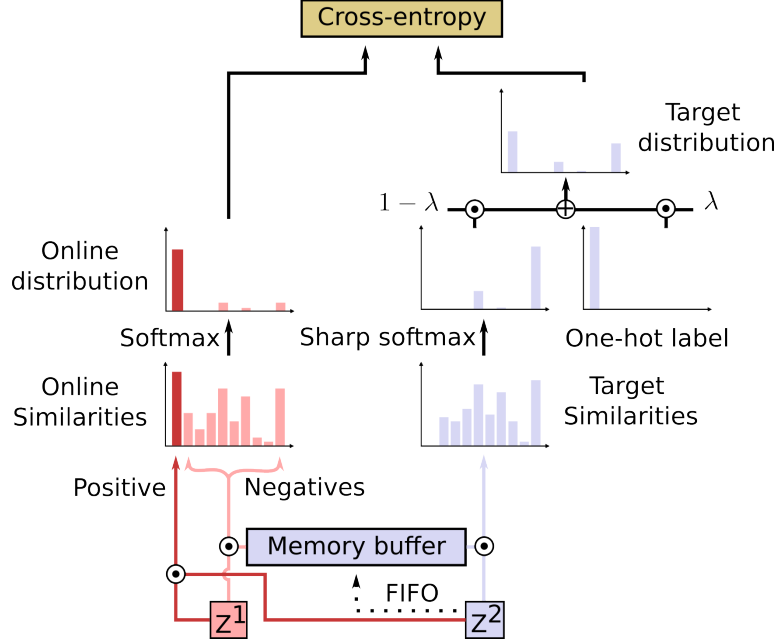 Cross-entropy
Target
distribution
1 − λ
λ
Online
distribution
Softmax
Sharp softmax
One-hot label
Online
Similarities
Target
Similarities
Positive
Negatives
Memory buffer
FIFO
Z¹
Z²